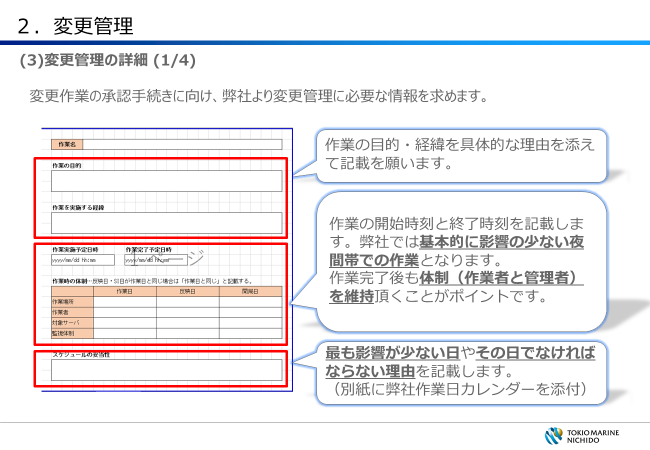 ２．変更管理
(3)変更管理の詳細 (1/4)
変更作業の承認手続きに向け、弊社より変更管理に必要な情報を求めます。
作業名
作業の目的
作業を実施する経緯
作業実施予定日時
作業完了予定日時
yyyy/mm/dd hh:mm
yyyy/mm/dd hh:mm
作業時の体制
作業日
反映日
開局日
作業場所
作業者
対象サーバ
監視体制
スケジュールの妥当性
作業の目的・経緯を具体的な理由を添え
て記載を願います。
作業の開始時刻と終了時刻を記載しま
す。弊社では基本的に影響の少ない夜
間帯での作業となります。
作業完了後も体制（作業者と管理者）
を維持頂くことがポイントです。
最も影響が少ない日やその日でなければ
ならない理由を記載します。
（別紙に弊社作業日カレンダーを添付）
TOKIO MARINE
NICHIDO